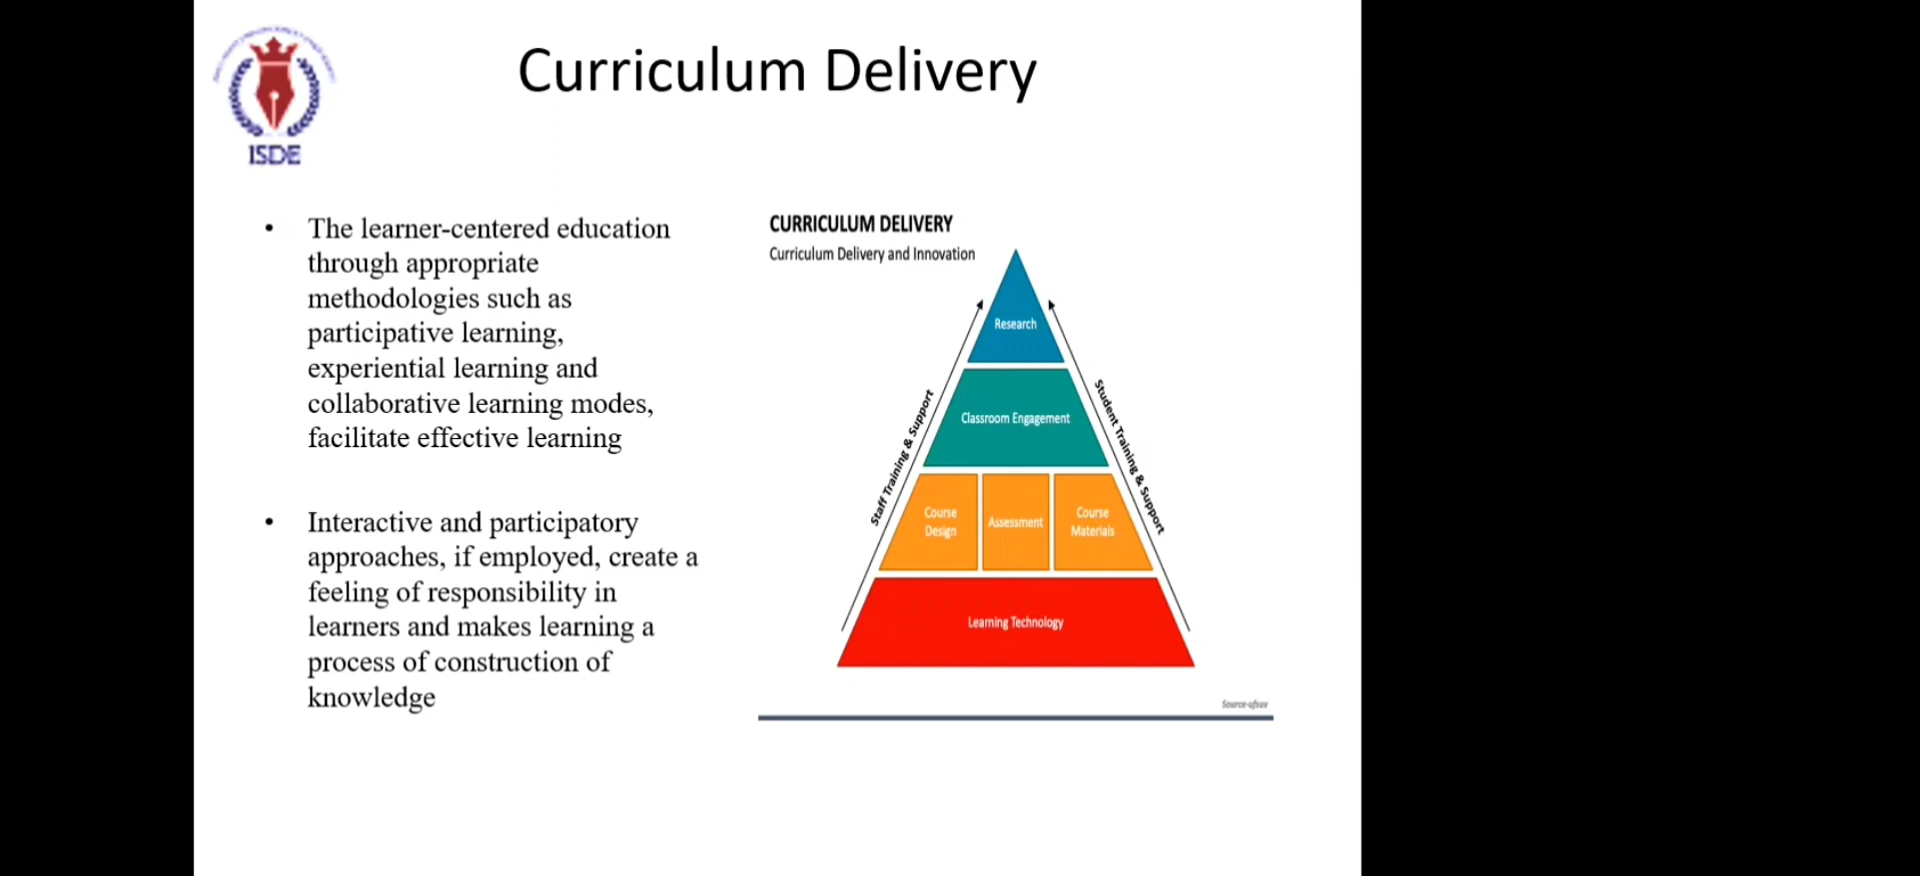 Curriculum Delivery
ISDE
• The learner-centered education
through appropriate
methodologies such as
participative learning,
experiential learning and
collaborative learning modes,
facilitate effective learning
• Interactive and participatory
approaches, if employed, create a
feeling of responsibility in
learners and makes learning a
process of construction of
knowledge
CURRICULUM DELIVERY
Curriculum Delivery and Innovation
Research
Classroom Engagement
Course
Design
Assessment
Course
Materials
Learning Technology
Staff Training & Support
Student Training & Support